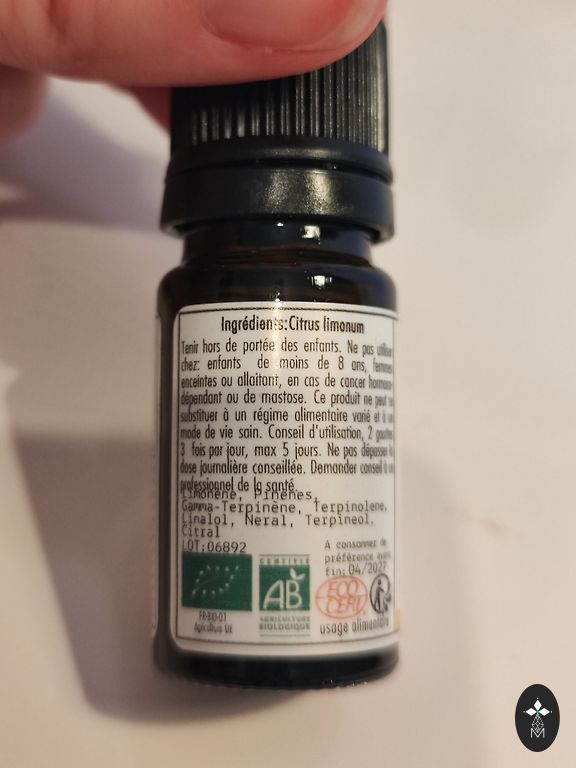 Ingrédients:Citrus limonum
Tenir hors de portée des enfants. Ne pas utiliser
chez: enfants de moins de 8 ans, femmes
enceintes ou allaitant, en cas de cancer hormono-
dépendant ou de mastose. Ce produit ne peut
substituer à un régime alimentaire varié et à
mode de vie sain. Conseil d'utilisation, 2 gouttes
3 fois par jour, max 5 jours. Ne pas dépasser la
dose journalière conseillée. Demander conseil à
professionnel de la santé.
Limonène, Pinènes,
Gamma-Terpinène, Terpinolene,
Linalol, Neral, Terpineol,
Citral
LOT:06892
A consommer de
préférence avant
fin: 04/2027
CERTIFIÉ
AB
AGRICULTURE
BIOLOGIQUE
ECO
CERT
FR-BIO-01
Agriculture UE
usage alimentaire
M